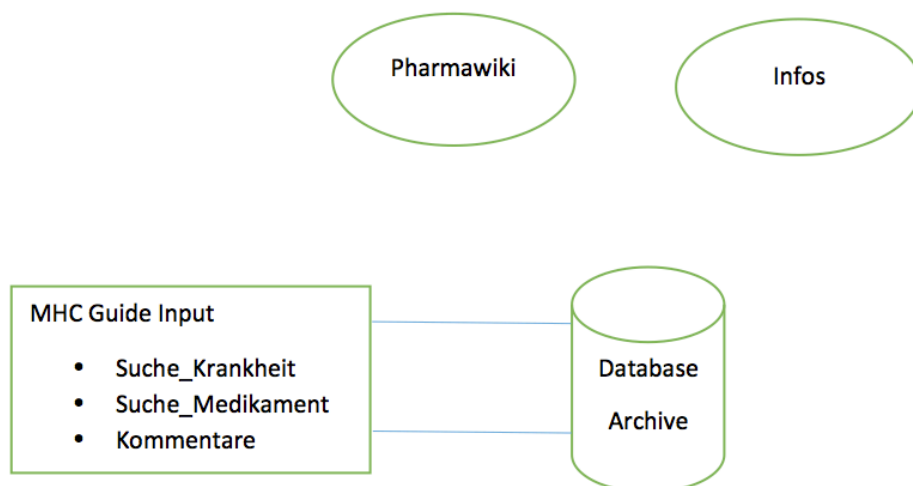 Pharmawiki
Infos
MHC Guide Input
• Suche_Krankheit
• Suche_Medikament
• Kommentare
Database
Archive